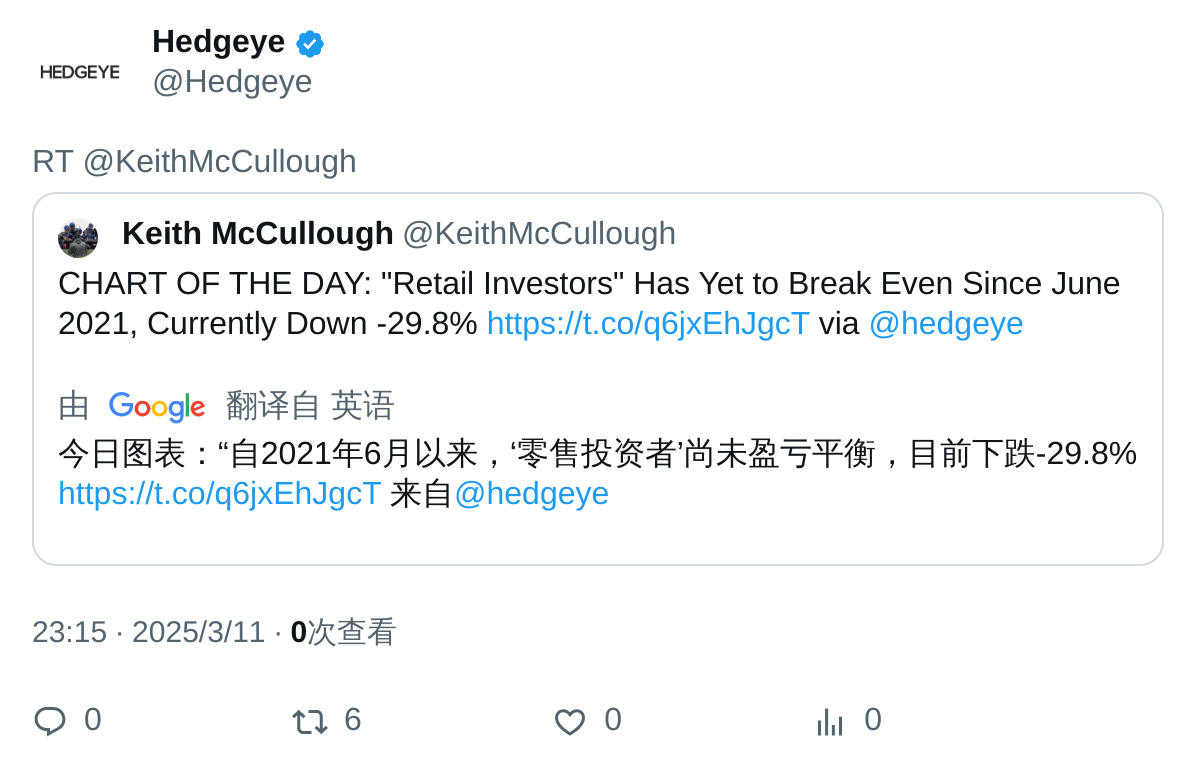 Hedgeye
HEDGEYE
@Hedgeye
RT @KeithMcCullough
Keith McCullough @KeithMcCullough
CHART OF THE DAY: "Retail Investors" Has Yet to Break Even Since June
2021, Currently Down -29.8% https://t.co/q6jxEhJgcT via @hedgeye
由 Google 翻译自 英语
今日图表：“自2021年6月以来，‘零售投资者’尚未盈亏平衡，目前下跌-29.8%
https://t.co/q6jxEhJgcT 来自@hedgeye
23:15 · 2025/3/11 · 0次查看
0 6 0 0